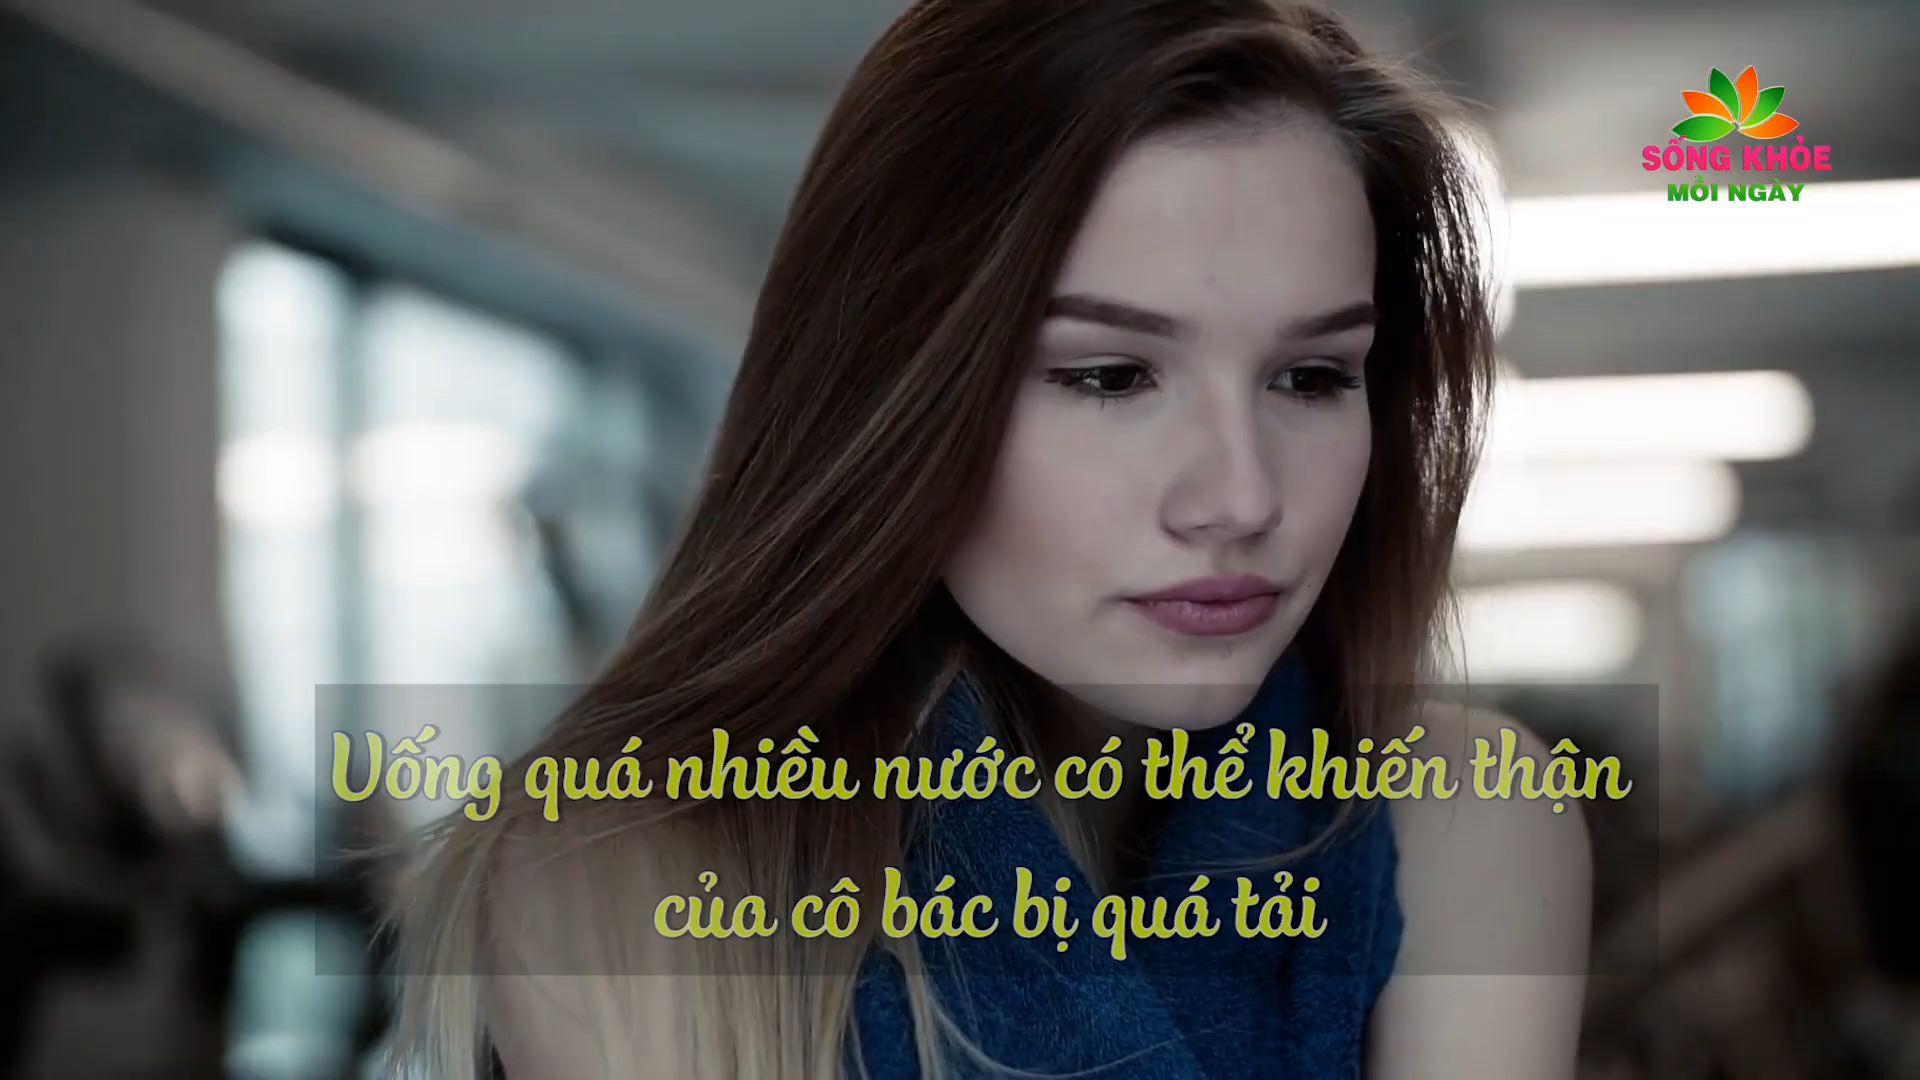 SỐNG KHỎE
MỖI NGÀY
Uống quá nhiều nước có thể khiến thận
của cô bác bị quá tải